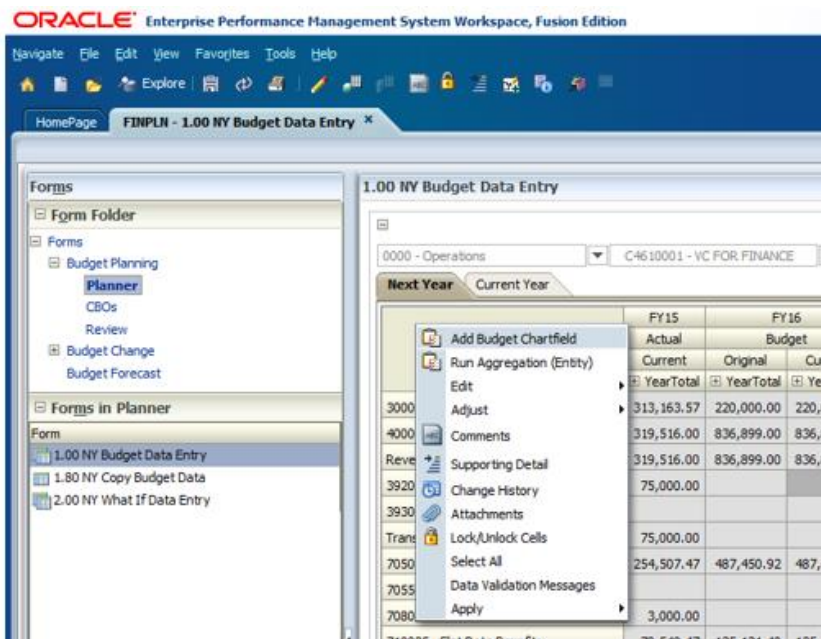 ORACLE® Enterprise Performance Management System Workspace, Fusion Edition
Navigate File Edit View Favorites Tools Help
Explore
HomePage FINPLN - 1.00 NY Budget Data Entry ×
Forms
Form Folder
Forms
Budget Planning
Planner
CBOs
Review
Budget Change
Budget Forecast
Forms in Planner
Form
1.00 NY Budget Data Entry
1.80 NY Copy Budget Data
2.00 NY What If Data Entry
1.00 NY Budget Data Entry
0000 - Operations C4610001 - VC FOR FINANCE
Next Year Current Year
FY15 FY16
Actual Budget
Current Original Cu
YearTotal YearTotal Ye
3000 313,163.57 220,000.00 220,
4000 319,516.00 836,899.00 836,
Reve 319,516.00 836,899.00 836,
3920 75,000.00
3930
Trans 75,000.00
7050 254,507.47 487,450.92 487,
7055
7080 3,000.00
Add Budget Chartfield
Run Aggregation (Entity)
Edit
Adjust
Comments
Supporting Detail
Change History
Attachments
Lock/Unlock Cells
Select All
Data Validation Messages
Apply